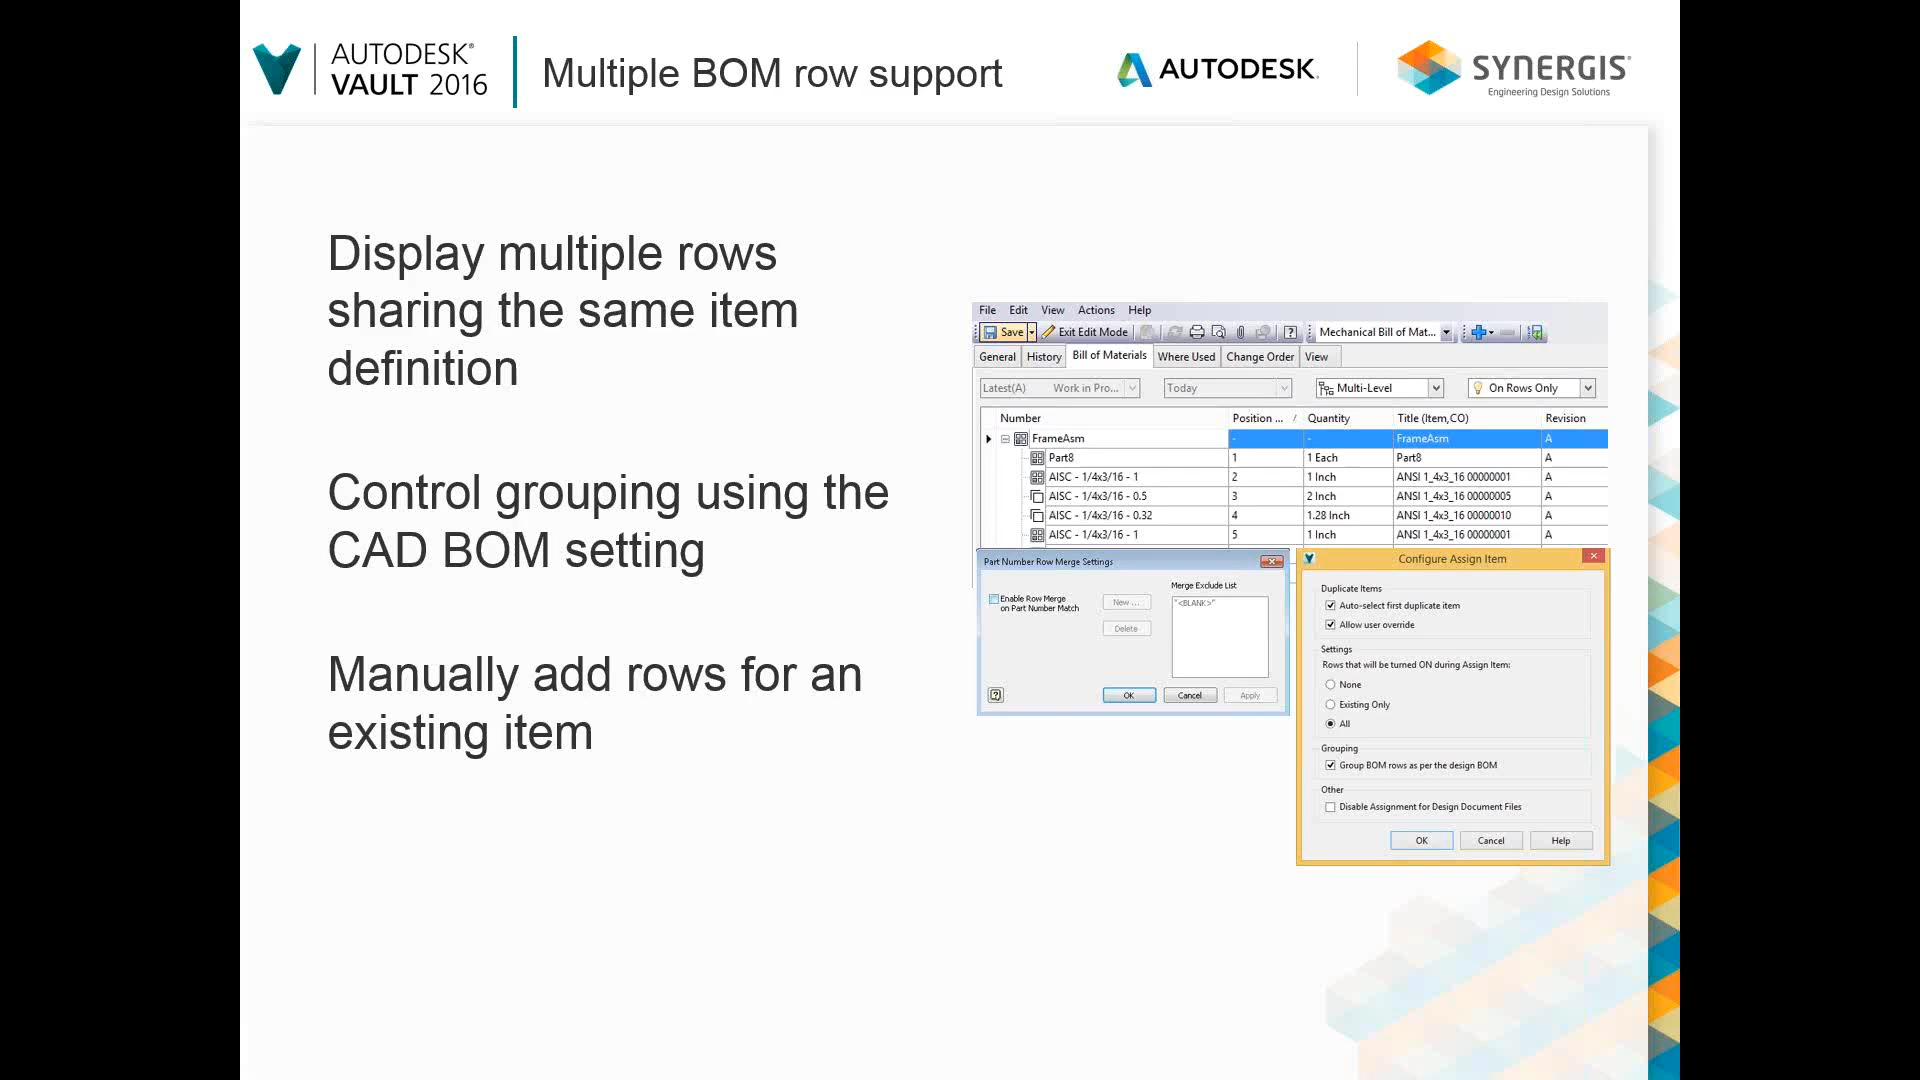 AUTODESK®
VAULT 2016
Multiple BOM row support
AUTODESK.
SYNERGIS®
Engineering Design Solutions
Display multiple rows
sharing the same item
definition
Control grouping using the
CAD BOM setting
Manually add rows for an
existing item
File Edit View Actions Help
Save Exit Edit Mode Mechanical Bill of Mat...
General History Bill of Materials Where Used Change Order View
Latest(A) Work in Pro... Today Multi-Level On Rows Only
Number Position ... / Quantity Title (Item,CO) Revision
FrameAsm - - FrameAsm A
Part8 1 1 Each Part8 A
AISC - 1/4x3/16 - 1 2 1 Inch ANSI 1_4x3_16 00000001 A
AISC - 1/4x3/16 - 0.5 3 2 Inch ANSI 1_4x3_16 00000005 A
AISC - 1/4x3/16 - 0.32 4 1.28 Inch ANSI 1_4x3_16 00000010 A
AISC - 1/4x3/16 - 1 5 1 Inch ANSI 1_4x3_16 00000001 A
Part Number Row Merge Settings
Merge Exclude List
Enable Row Merge
on Part Number Match
New ...
"<BLANK>"
Delete
OK Cancel Apply
Configure Assign Item
Duplicate Items
Auto-select first duplicate item
Allow user override
Settings
Rows that will be turned ON during Assign Item:
None
Existing Only
All
Grouping
Group BOM rows as per the design BOM
Other
Disable Assignment for Design Document Files
OK Cancel Help